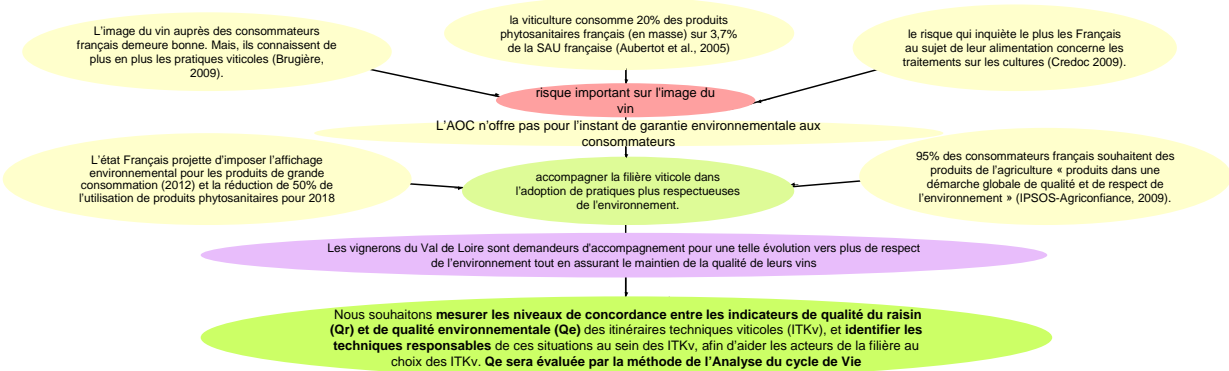 L'image du vin auprès des consommateurs
français demeure bonne. Mais, ils connaissent de
plus en plus les pratiques viticoles (Brugière,
2009).
la viticulture consomme 20% des produits
phytosanitaires français (en masse) sur 3,7%
de la SAU française (Aubertot et al., 2005)
le risque qui inquiète le plus les Français
au sujet de leur alimentation concerne les
traitements sur les cultures (Credoc 2009).
risque important sur l'image du
vin
L'AOC n'offre pas pour l'instant de garantie environnementale aux
consommateurs
L'état Français projette d'imposer l'affichage
environnemental pour les produits de grande
consommation (2012) et la réduction de 50% de
l'utilisation de produits phytosanitaires pour 2018
accompagner la filière viticole dans
l'adoption de pratiques plus respectueuses
de l'environnement.
95% des consommateurs français souhaitent des
produits de l'agriculture « produits dans une
démarche globale de qualité et de respect de
l'environnement » (IPSOS-Agriconfiance, 2009).
Les vignerons du Val de Loire sont demandeurs d'accompagnement pour une telle évolution vers plus de respect
de l'environnement tout en assurant le maintien de la qualité de leurs vins
Nous souhaitons mesurer les niveaux de concordance entre les indicateurs de qualité du raisin
(Qr) et de qualité environnementale (Qe) des itinéraires techniques viticoles (ITKv), et identifier les
techniques responsables de ces situations au sein des ITKv, afin d'aider les acteurs de la filière au
choix des ITKv. Qe sera évaluée par la méthode de l'Analyse du cycle de Vie